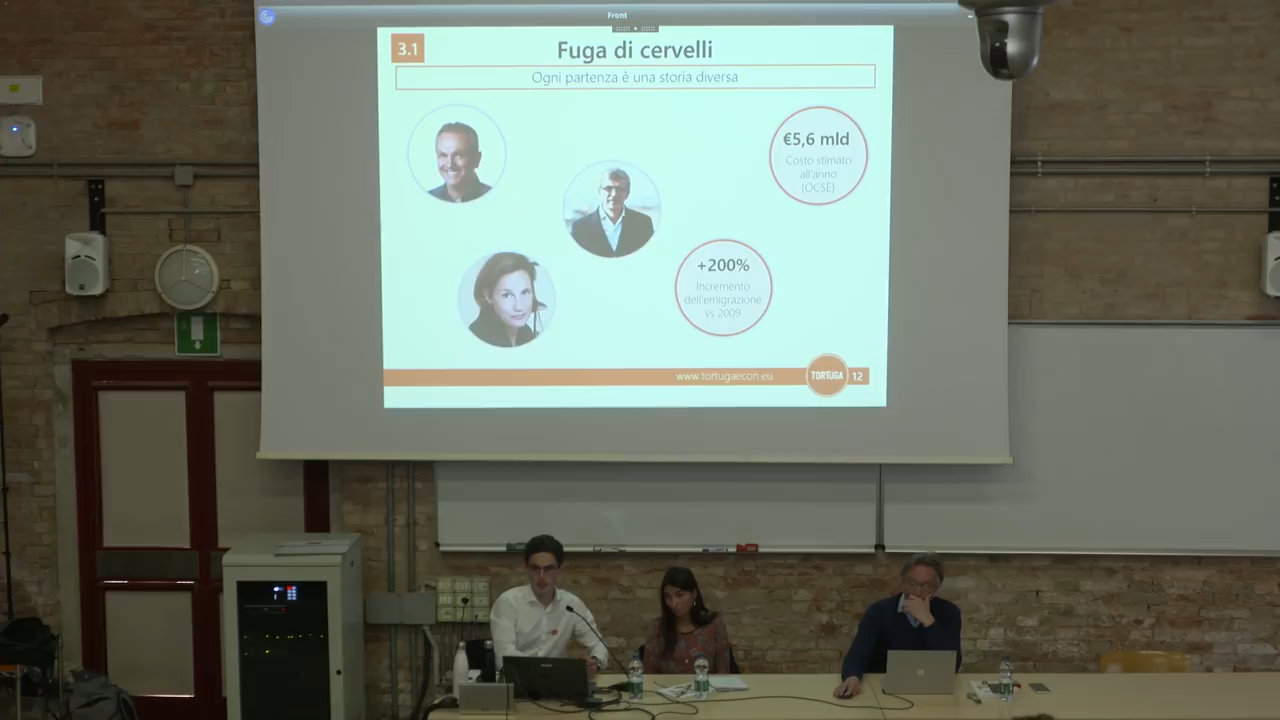 Front
3.1
Fuga di cervelli
Ogni partenza è una storia diversa
€5,6 mld
Costo stimato
all'anno
(OCSE)
+200%
Incremento
dell'emigrazione
vs 2009
www.tortugaecon.eu
TORTUGA
12